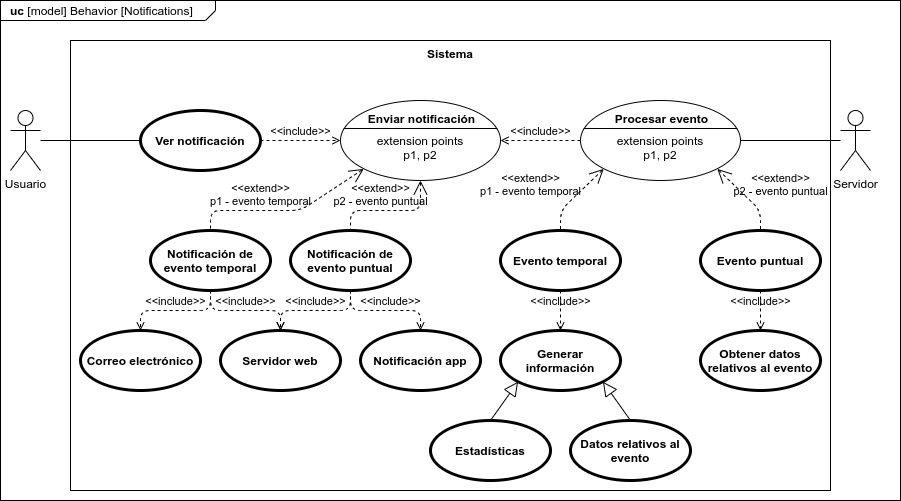 uc [model] Behavior [Notifications]
Sistema
Enviar notificación
extension points
p1, p2
Procesar evento
extension points
p1, p2
Ver notificación
<<include>>
<<include>>
Usuario
Servidor
<<extend>>
p1 - evento temporal
<<extend>>
p2 - evento puntual
<<extend>>
p1 - evento temporal
<<extend>>
p2 - evento puntual
Notificación de
evento temporal
Notificación de
evento puntual
Evento temporal
Evento puntual
<<include>>
<<include>>
<<include>>
<<include>>
<<include>>
<<include>>
Correo electrónico
Servidor web
Notificación app
Generar
información
Obtener datos
relativos al evento
Estadísticas
Datos relativos al
evento